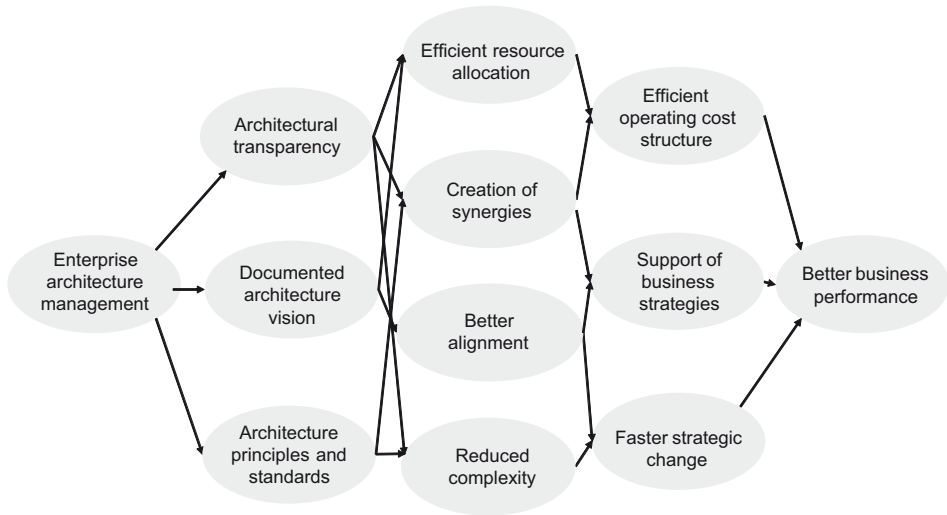 Enterprise
architecture
management
Architectural
transparency
Documented
architecture
vision
Architecture
principles and
standards
Efficient resource
allocation
Creation of
synergies
Better
alignment
Reduced
complexity
Efficient
operating cost
structure
Support of
business
strategies
Faster strategic
change
Better business
performance